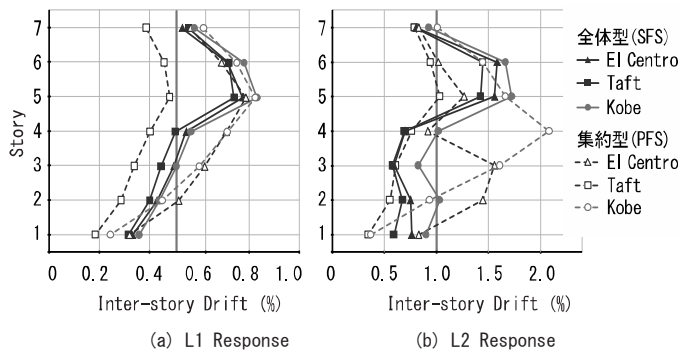 7
6
5
4
3
2
1
Story
0
0.2
0.4
0.6
0.8
1.0
Inter-story Drift (%)
(a) L1 Response
7
6
5
4
3
2
1
0
0.5
1.0
1.5
2.0
Inter-story Drift (%)
(b) L2 Response
全体型(SFS)
El Centro
Taft
Kobe
集約型(PFS)
El Centro
Taft
Kobe